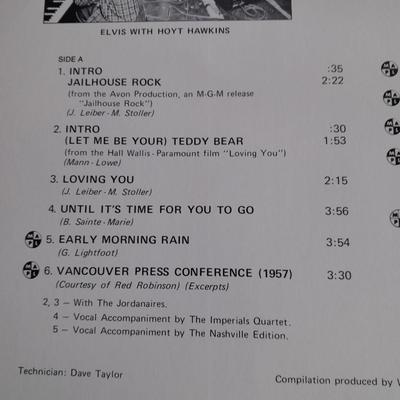 ELVIS WITH HOYT HAWKINS
SIDE A
1. INTRO :35
JAILHOUSE ROCK 2:22
(from the Avon Production, an M-G-M release
"Jailhouse Rock")
(J. Leiber - M. Stoller)
2. INTRO :30
(LET ME BE YOUR) TEDDY BEAR 1:53
(from the Hall Wallis - Paramount film "Loving You")
(Mann - Lowe)
3. LOVING YOU 2:15
(J. Leiber - M. Stoller)
4. UNTIL IT'S TIME FOR YOU TO GO 3:56
(B. Sainte - Marie)
5. EARLY MORNING RAIN 3:54
(G. Lightfoot)
6. VANCOUVER PRESS CONFERENCE (1957) 3:30
(Courtesy of Red Robinson) (Excerpts)
2, 3 — With The Jordanaires.
4 — Vocal Accompaniment by The Imperials Quartet.
5 — Vocal Accompaniment by The Nashville Edition.
Technician: Dave Taylor
Compilation produced by